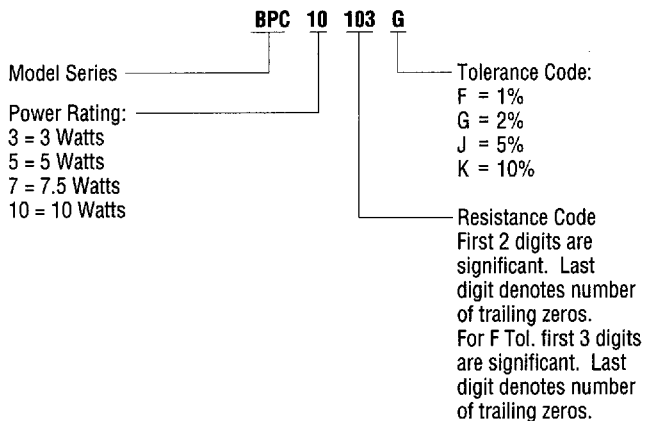 BPC 10 103 G
Model Series
Power Rating:
3 = 3 Watts
5 = 5 Watts
7 = 7.5 Watts
10 = 10 Watts
Tolerance Code:
F = 1%
G = 2%
J = 5%
K = 10%
Resistance Code
First 2 digits are
significant. Last
digit denotes number
of trailing zeros.
For F Tol. first 3 digits
are significant. Last
digit denotes number
of trailing zeros.